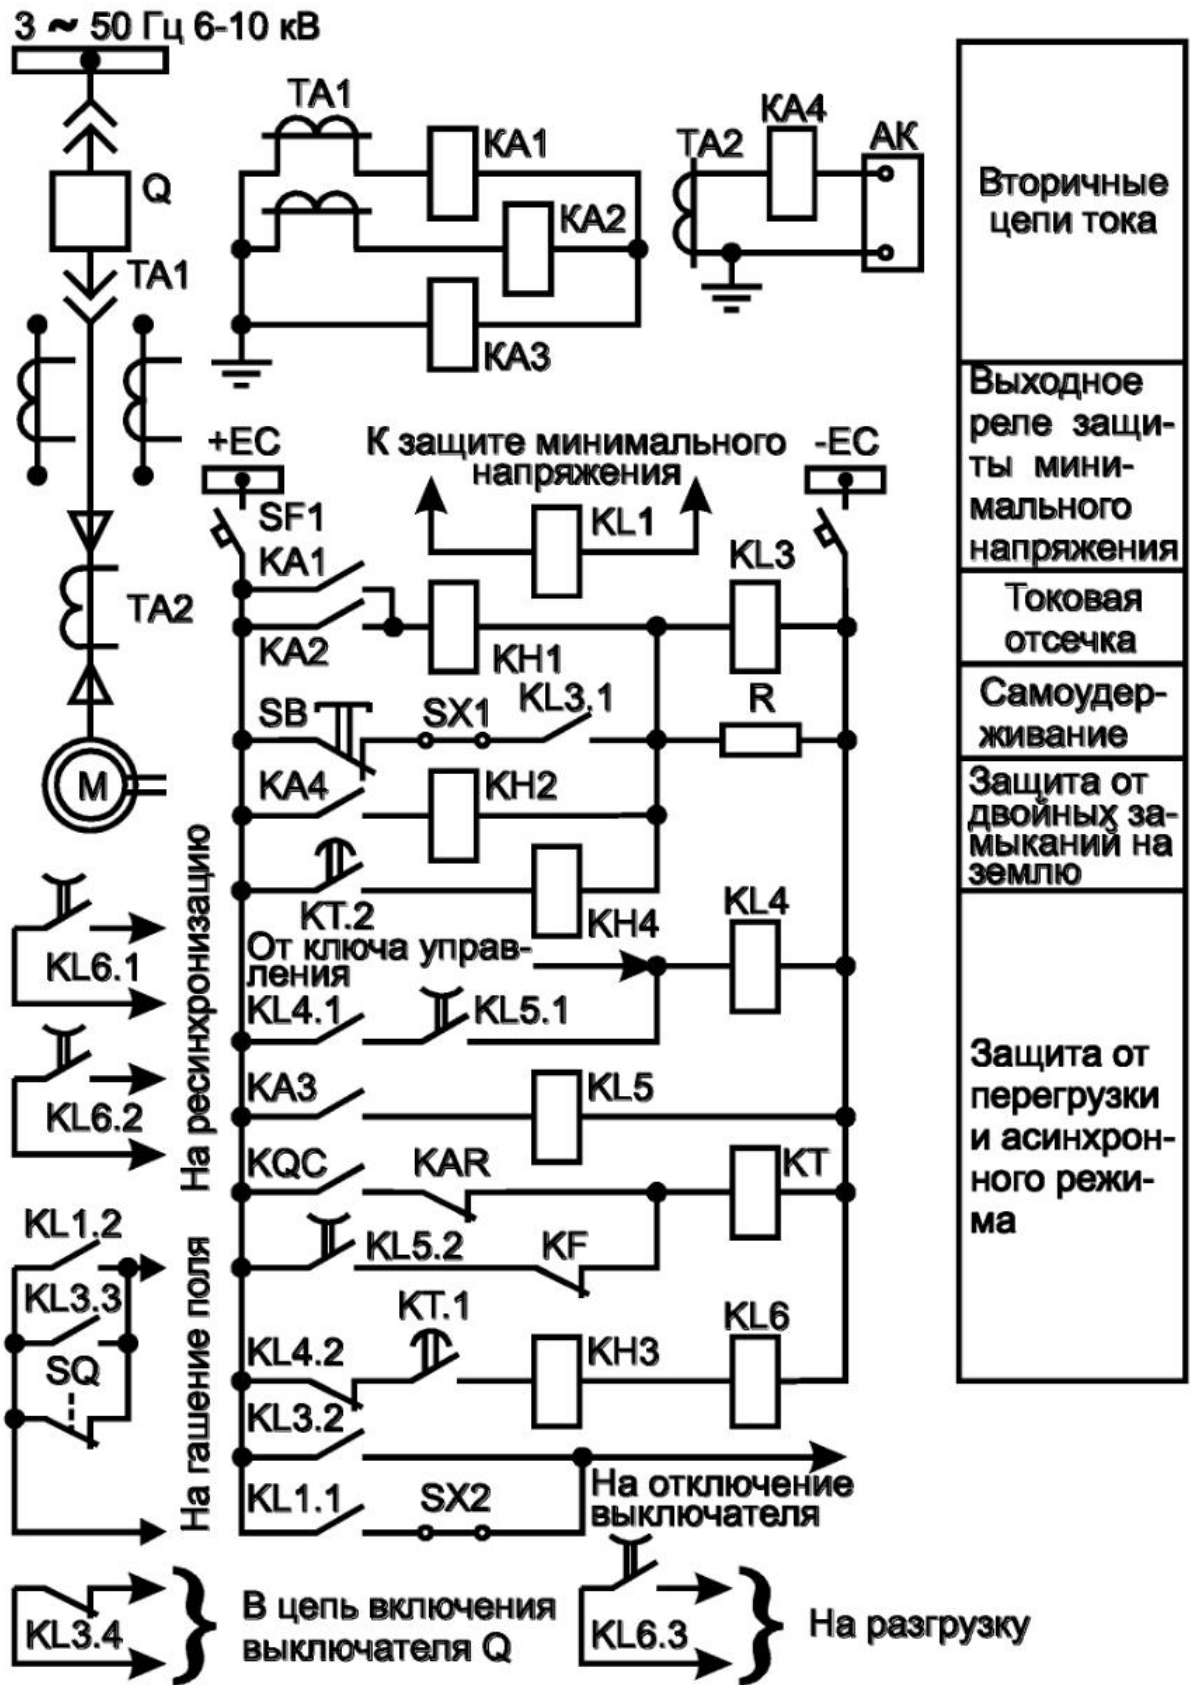 3 ~ 50 Гц 6-10 кВ
TA1
KA1
KA2
KA3
TA2
KA4
АК
Q
TA1
TA2
M
Вторичные
цепи тока
Выходное
реле защи-
ты мини-
мального
напряжения
Токовая
отсечка
Самоудер-
живание
Защита от
двойных за-
мыканий на
землю
Защита от
перегрузки
и асинхрон-
ного режи-
ма
+EC
К защите минимального
напряжения
-EC
SF1
KL1
KA1
KL3
KA2
KH1
SB
SX1
KL3.1
R
KA4
KH2
KT.2
KH4
KL4
От ключа управ-
ления
KL4.1
KL5.1
KA3
KL5
KQC
KAR
KT
KL5.2
KF
KT.1
KL4.2
KH3
KL6
KL3.2
KL1.1
SX2
На отключение
выключателя
KL6.1
KL6.2
На ресинхронизацию
KL1.2
KL3.3
SQ
На гашение поля
KL3.4
В цепь включения
выключателя Q
KL6.3
На разгрузку